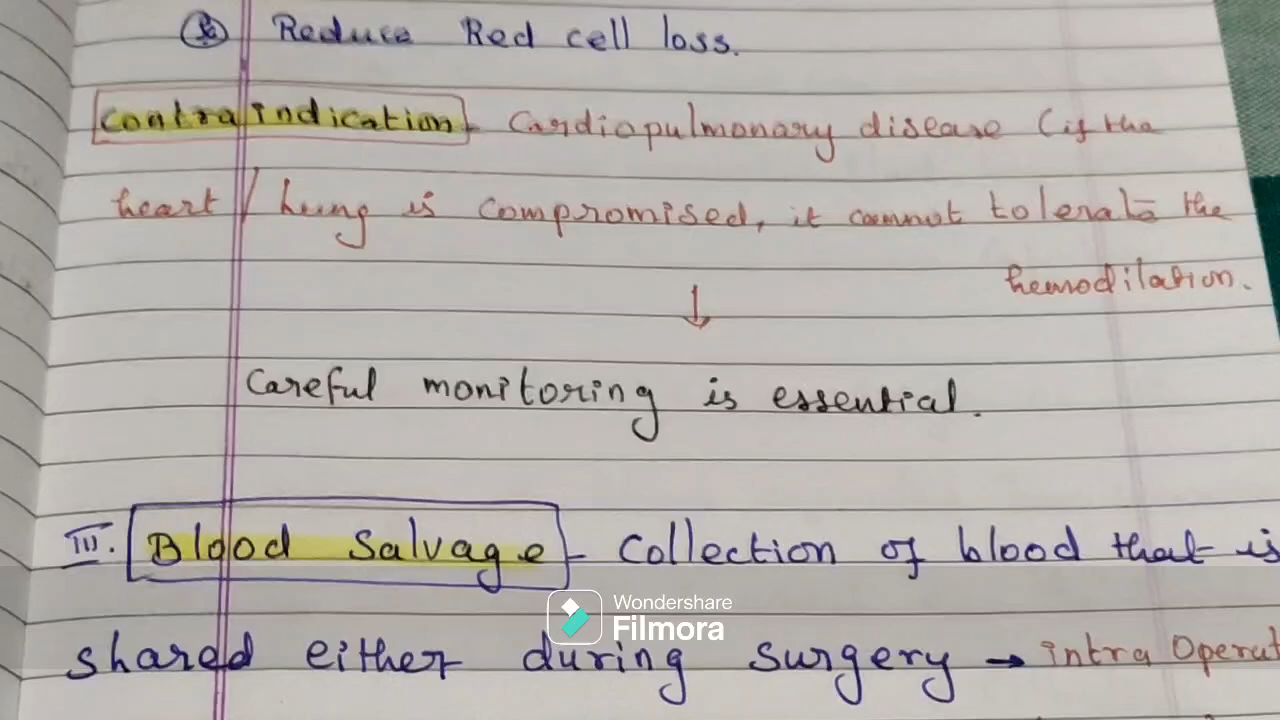 Reduce Red cell loss.
Contraindication - Cardiopulmonary disease (if the
heart / lung is compromised, it cannot tolerate the
hemodilation.
↓
Careful monitoring is essential.
III. Blood Salvage - Collection of blood that is
shared either during surgery → intra Operat
Wondershare
Filmora